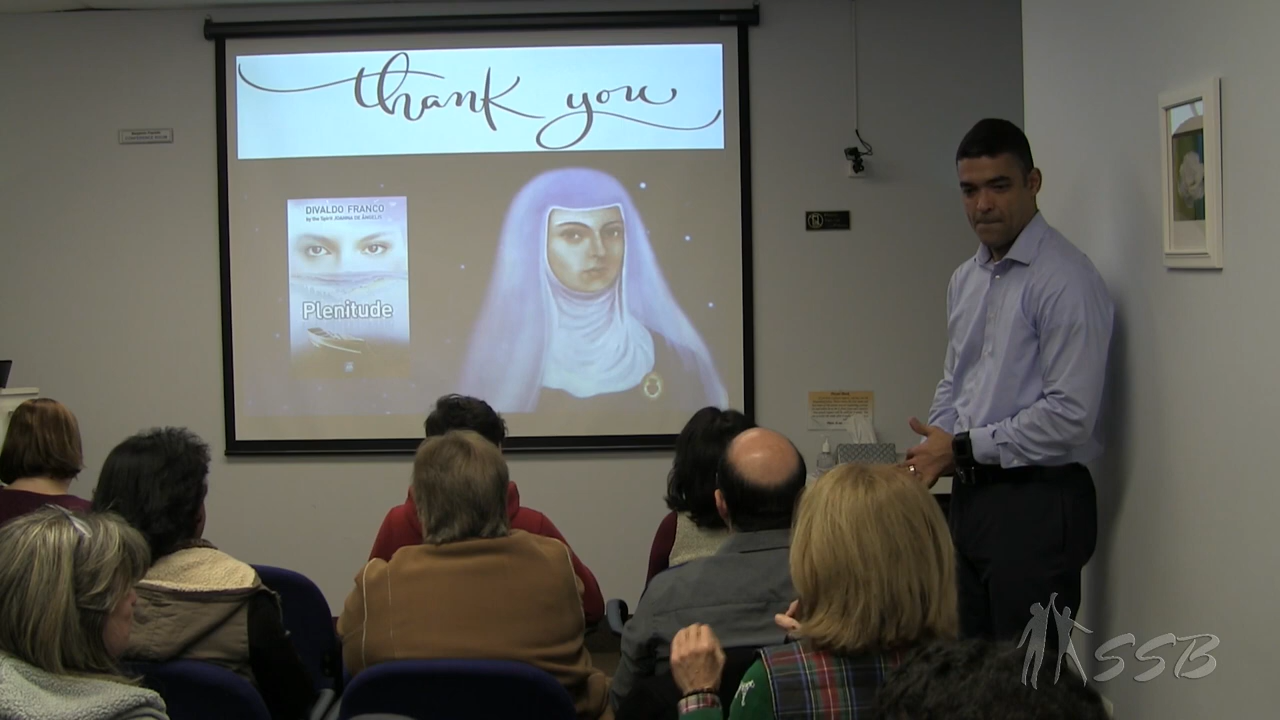 thank you
DIVALDO FRANCO
by the Spirit JOANNA DE ÂNGELIS
Plenitude
SSB